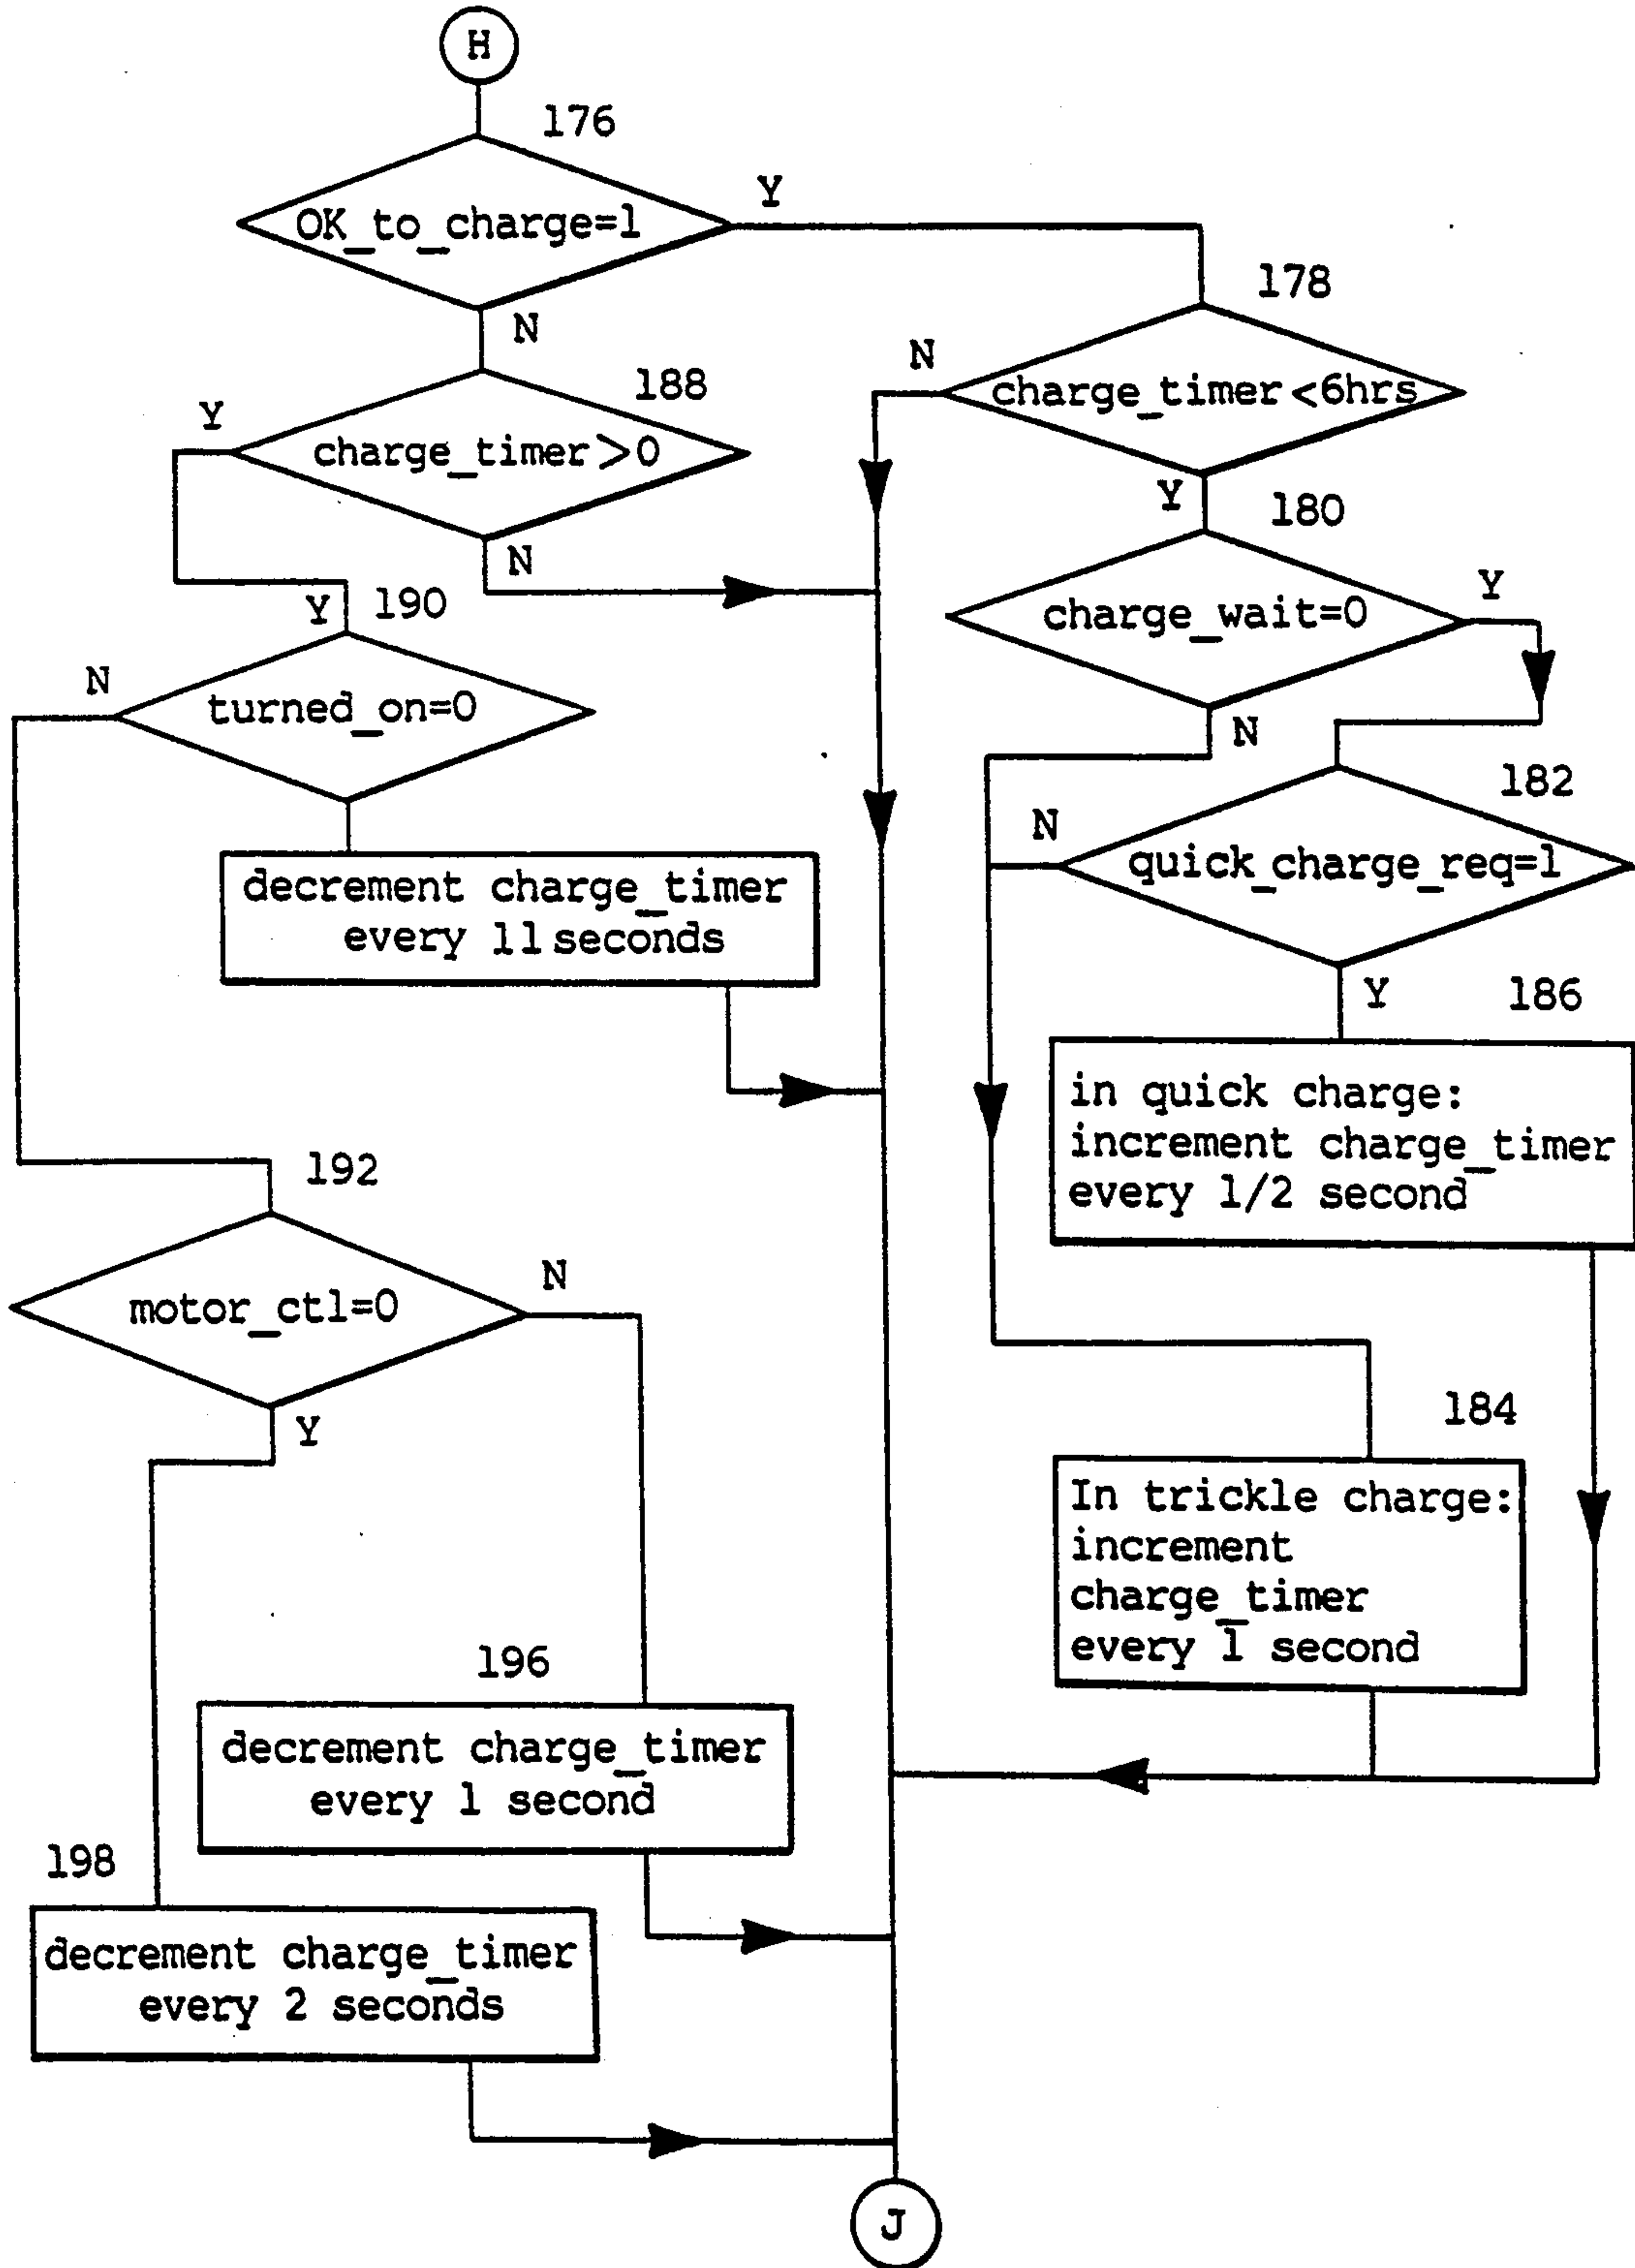 H
176
OK_to_charge=1
Y
N
178
charge_timer<6hrs
N
Y
188
charge_timer>0
Y
N
180
charge_wait=0
Y
N
Y
190
turned_on=0
N
182
quick_charge_req=1
N
Y
decrement charge_timer
every 11 seconds
186
in quick charge:
increment charge_timer
every 1/2 second
192
motor_ctl=0
N
Y
184
In trickle charge:
increment
charge_timer
every 1 second
196
decrement charge_timer
every 1 second
198
decrement charge_timer
every 2 seconds
J